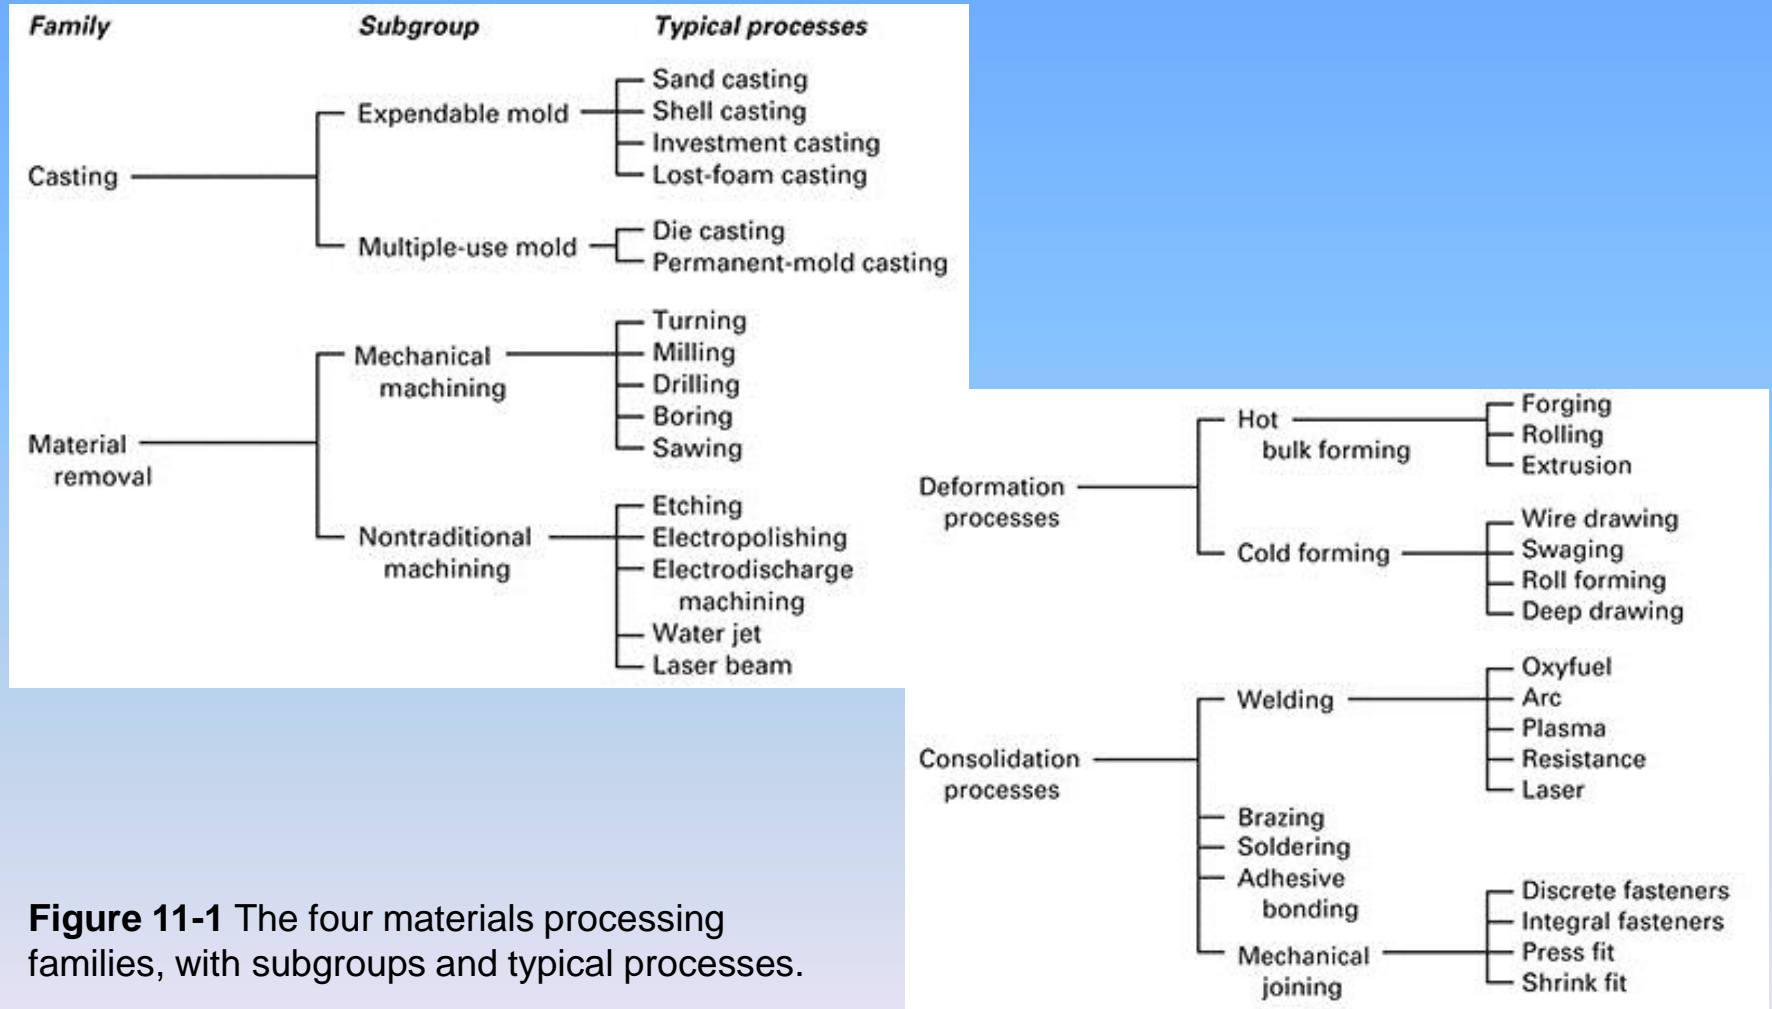 Family Subgroup Typical processes
Sand casting
Expendable mold Shell casting
Investment casting
Casting Lost-foam casting
Die casting
Multiple-use mold
Permanent-mold casting
Turning
Mechanical Milling
machining Drilling
Boring
Material Sawing
removal
Etching
Nontraditional Electropolishing
machining Electrodischarge
machining
Water jet
Laser beam
Forging
Hot Rolling
bulk forming Extrusion
Deformation
processes
Wire drawing
Cold forming Swaging
Roll forming
Deep drawing
Oxyfuel
Welding Arc
Plasma
Consolidation Resistance
processes Laser
Brazing
Soldering
Adhesive
bonding
Discrete fasteners
Integral fasteners
Mechanical Press fit
joining Shrink fit
Figure 11-1 The four materials processing
families, with subgroups and typical processes.